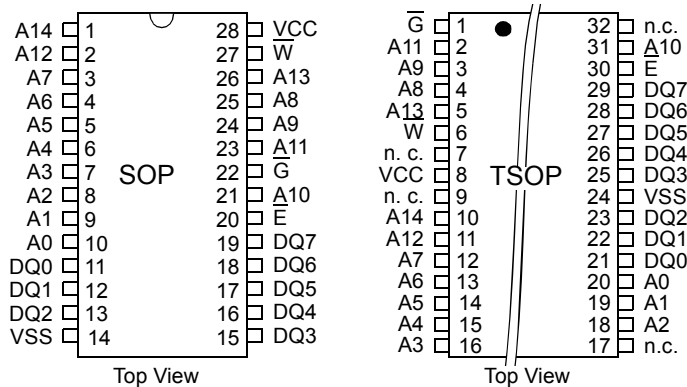 A14 1 28 VCC
A12 2 27 W̅
A7 3 26 A13
A6 4 25 A8
A5 5 24 A9
A4 6 23 A11
A3 7 22 G̅
SOP
A2 8 21 A10
A1 9 20 E̅
A0 10 19 DQ7
DQ0 11 18 DQ6
DQ1 12 17 DQ5
DQ2 13 16 DQ4
VSS 14 15 DQ3
Top View
G̅ 1 32 n.c.
A11 2 31 A10
A9 3 30 E̅
A8 4 29 DQ7
A13 5 28 DQ6
W̅ 6 27 DQ5
n. c. 7 26 DQ4
VCC 8 25 DQ3
TSOP
n. c. 9 24 VSS
A14 10 23 DQ2
A12 11 22 DQ1
A7 12 21 DQ0
A6 13 20 A0
A5 14 19 A1
A4 15 18 A2
A3 16 17 n.c.
Top View